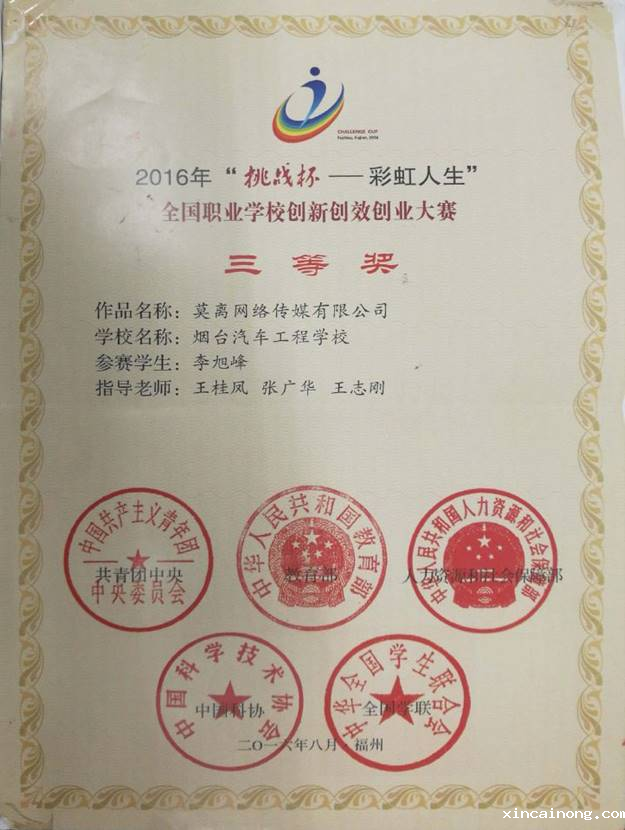 CHALLENGE CUP
Fuzhou, Fujian, 2016
2016年“挑战杯——彩虹人生”
全国职业学校创新创效创业大赛
三等奖
作品名称：莫离网络传媒有限公司
学校名称：烟台汽车工程学校
参赛学生：李旭峰
指导老师：王桂凤 张广华 王志刚
中国共产主义青年团
中央委员会
共青团中央
中华人民共和国教育部
教育部
中华人民共和国人力资源和社会保障部
人力资源和社会保障部
中国科学技术协会
中国科协
中华全国学生联合会
全国学联
二〇一六年八月·福州
xincainong.com